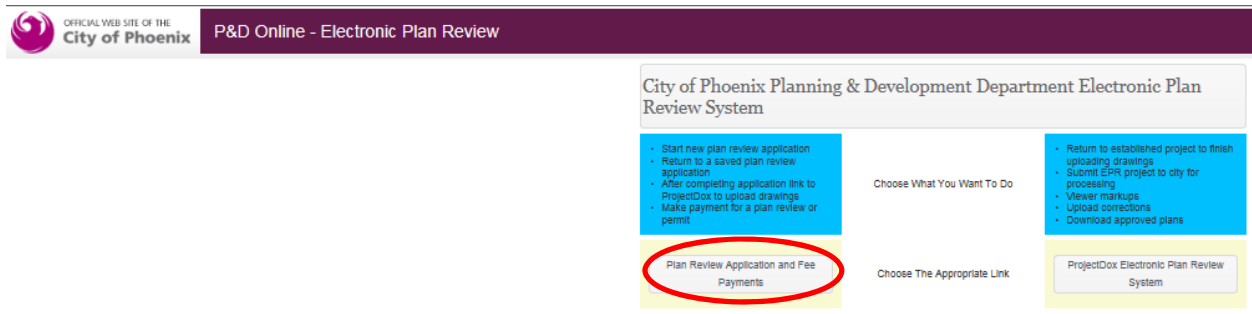 OFFICIAL WEB SITE OF THE
City of Phoenix
P&D Online - Electronic Plan Review
City of Phoenix Planning & Development Department Electronic Plan
Review System
• Start new plan review application
• Return to a saved plan review
application
• After completing application link to
ProjectDox to upload drawings
• Make payment for a plan review or
permit
Choose What You Want To Do
• Return to established project to finish
uploading drawings
• Submit EPR project to city for
processing
• Viewer markups
• Upload corrections
• Download approved plans
Plan Review Application and Fee
Payments
Choose The Appropriate Link
ProjectDox Electronic Plan Review
System